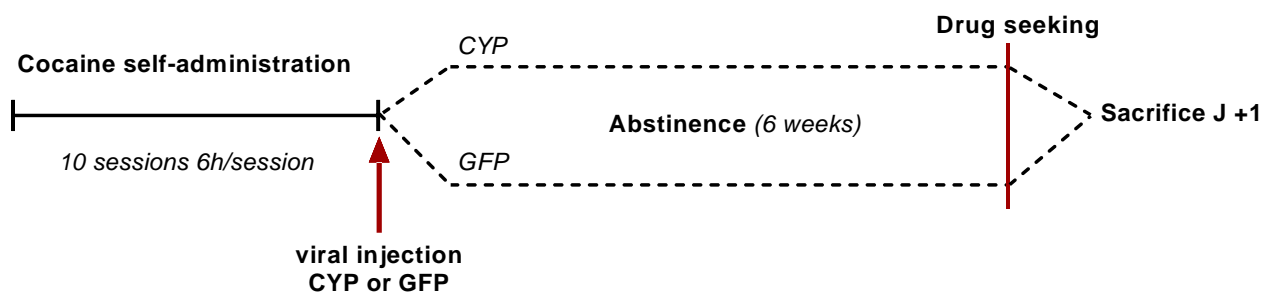 Drug seeking
CYP
Cocaine self-administration
Abstinence (6 weeks)
Sacrifice J +1
10 sessions 6h/session
GFP
viral injection
CYP or GFP